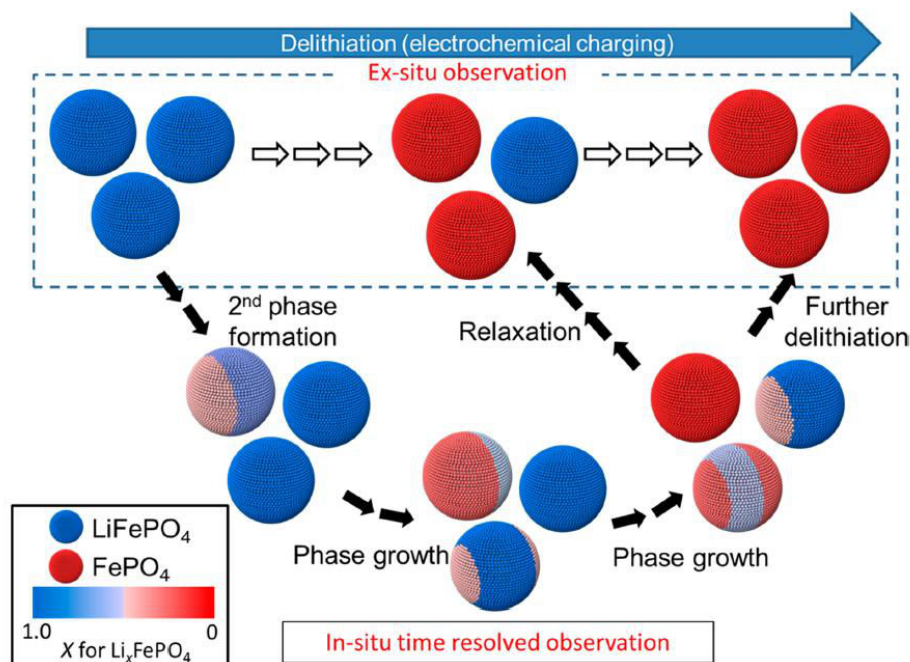 Delithiation (electrochemical charging)
Ex-situ observation
2nd phase
formation
Relaxation
Further
delithiation
Phase growth
Phase growth
LiFePO4
FePO4
1.0
0
X for LixFePO4
In-situ time resolved observation